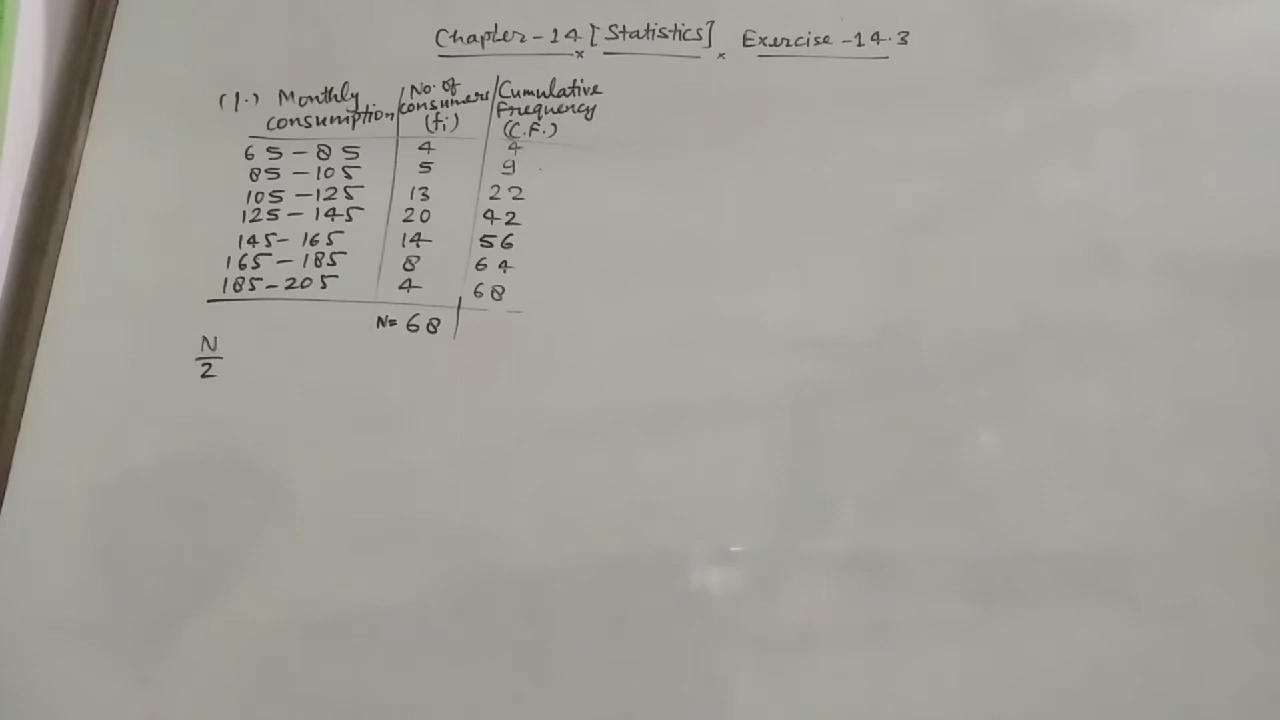 Chapter-14 [Statistics] Exercise -14.3
(1.) Monthly consumption No. of consumers (fi) Cumulative Frequency (C.F.)
65-85 4 4
85-105 5 9
105-125 13 22
125-145 20 42
145-165 14 56
165-185 8 64
185-205 4 68
N= 68
N
2